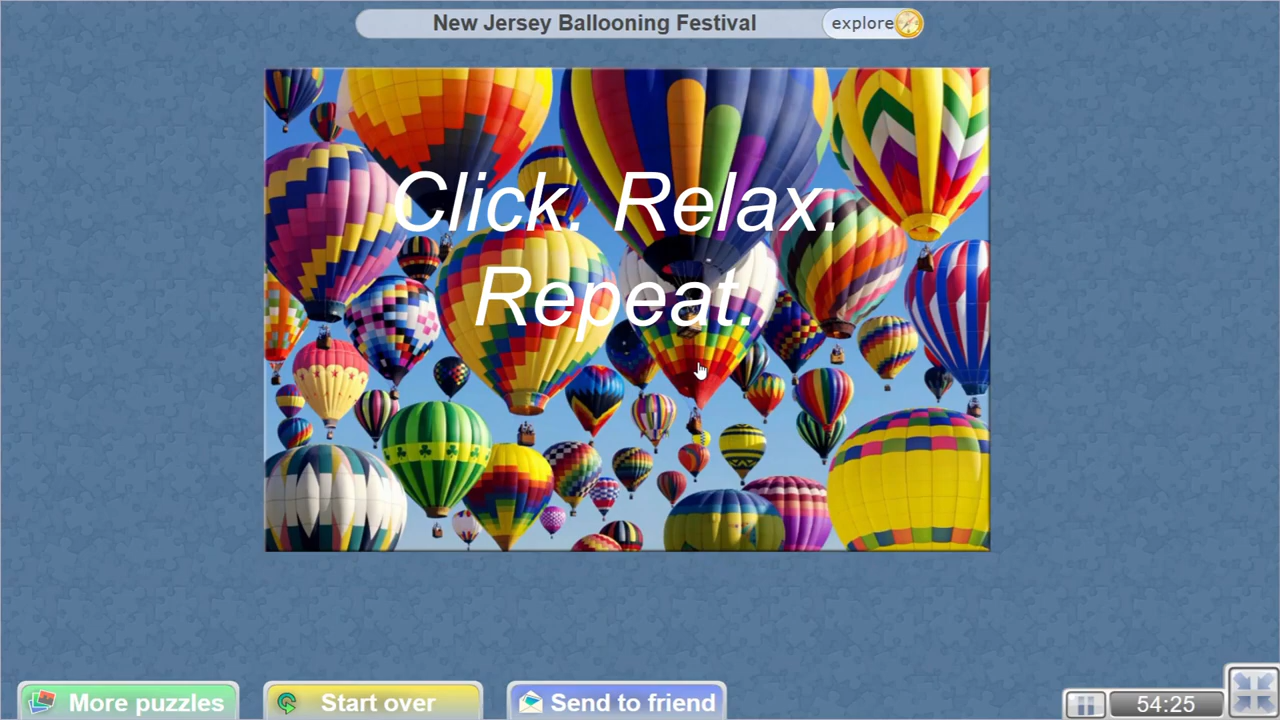 New Jersey Ballooning Festival
explore
Click. Relax.
Repeat.
More puzzles
Start over
Send to friend
54:25